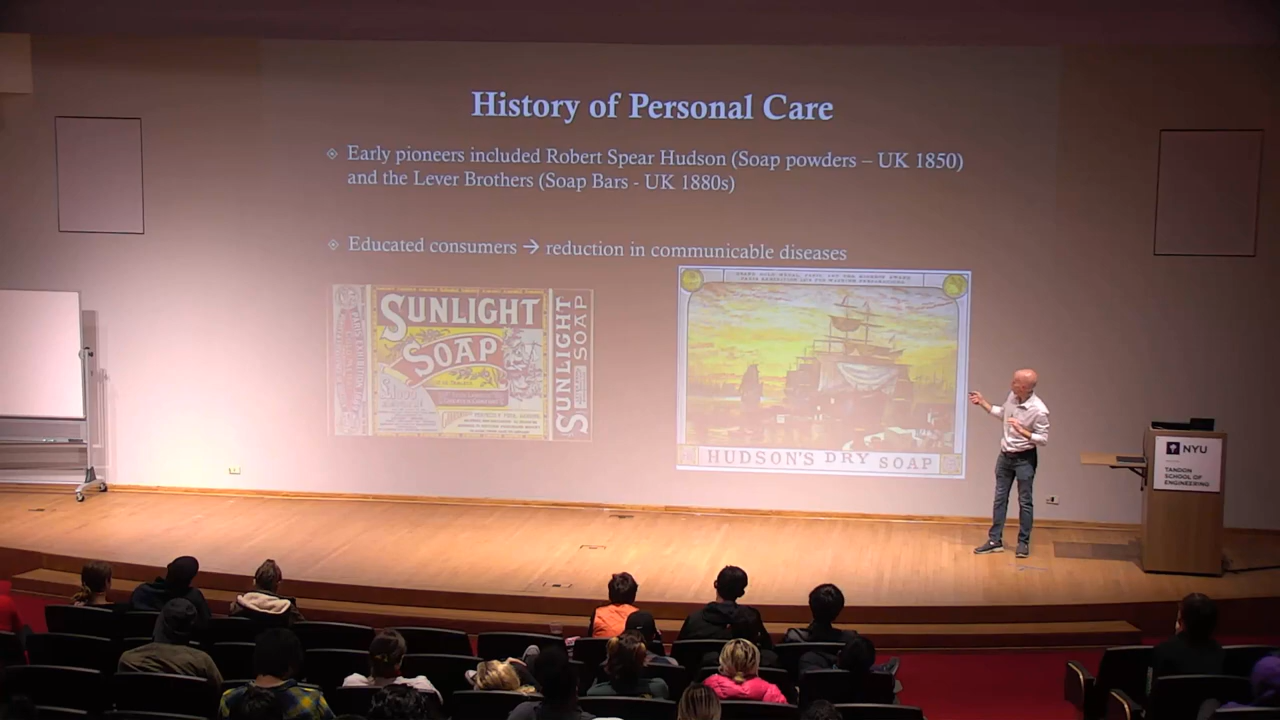 History of Personal Care
Early pioneers included Robert Spear Hudson (Soap powders – UK 1850)
and the Lever Brothers (Soap Bars - UK 1880s)
Educated consumers → reduction in communicable diseases
SUNLIGHT
SOAP
SUNLIGHT
SOAP
HUDSON'S DRY SOAP
NYU
TANDON
SCHOOL OF
ENGINEERING